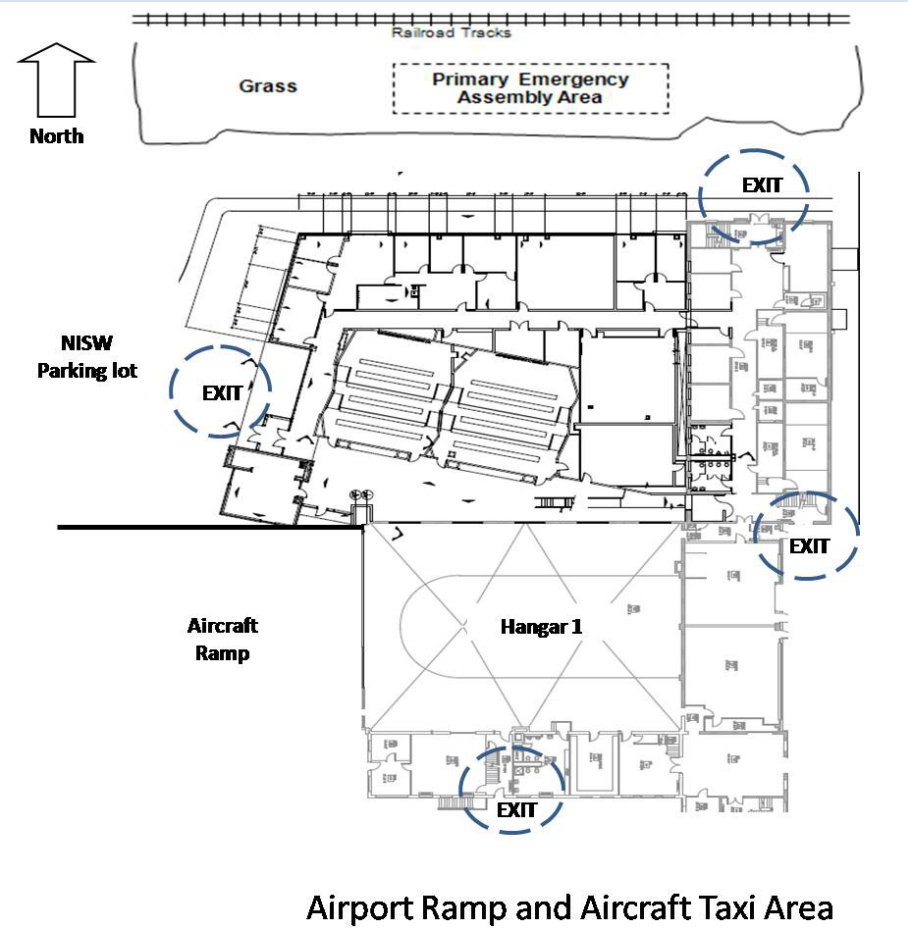 Railroad Tracks
Grass
Primary Emergency
Assembly Area
North
EXIT
NISW
Parking lot
EXIT
EXIT
Aircraft
Ramp
Hangar 1
EXIT
Airport Ramp and Aircraft Taxi Area